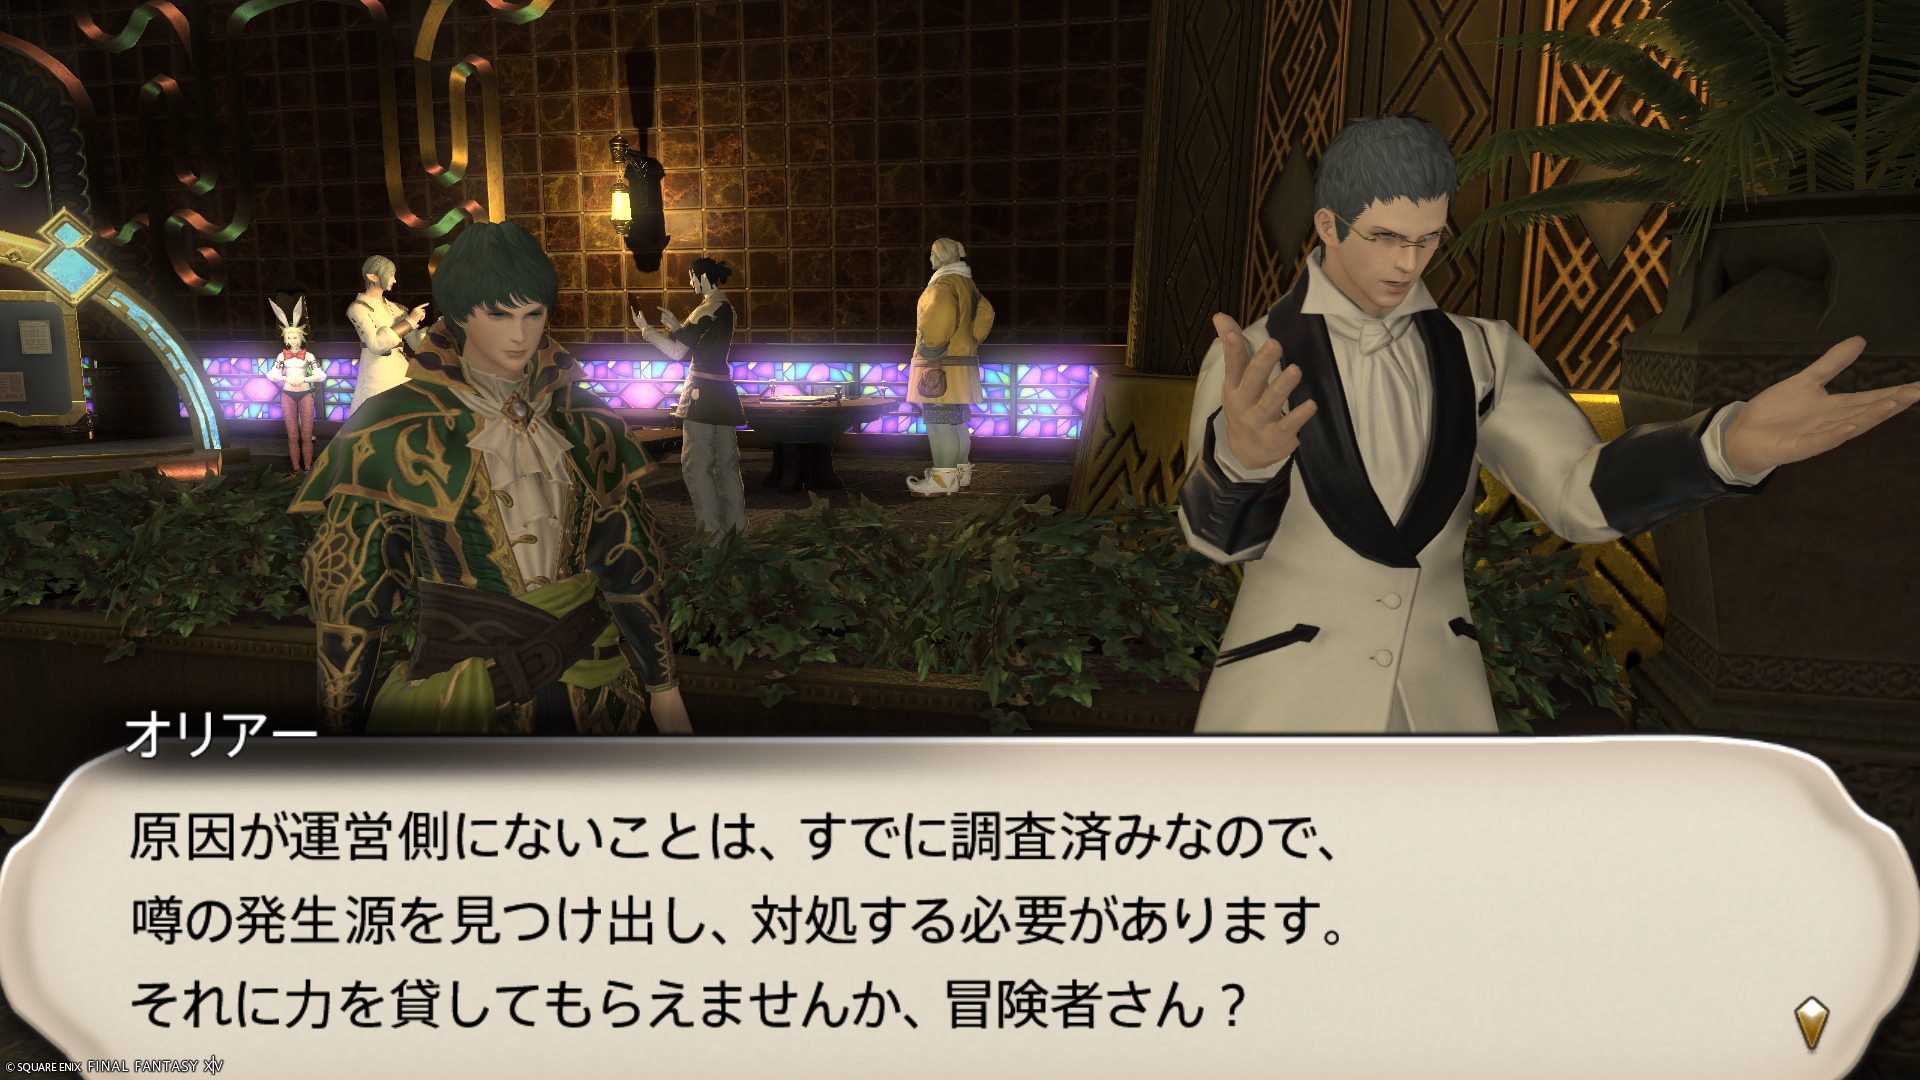 オリアー
原因が運営側にないことは、すでに調査済みなので、
噂の発生源を見つけ出し、対処する必要があります。
それに力を貸してもらえませんか、冒険者さん？
© SQUARE ENIX FINAL FANTASY XIV